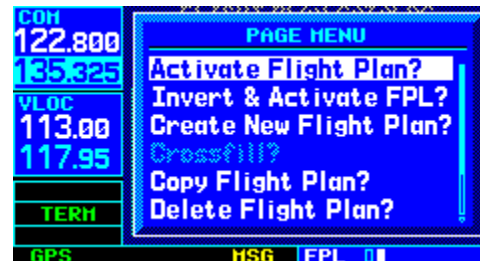 COM
122.800
135.325
VLOC
113.00
117.95
TERM
GPS
PAGE MENU
Activate Flight Plan?
Invert & Activate FPL?
Create New Flight Plan?
Crossfill?
Copy Flight Plan?
Delete Flight Plan?
MSG
FPL